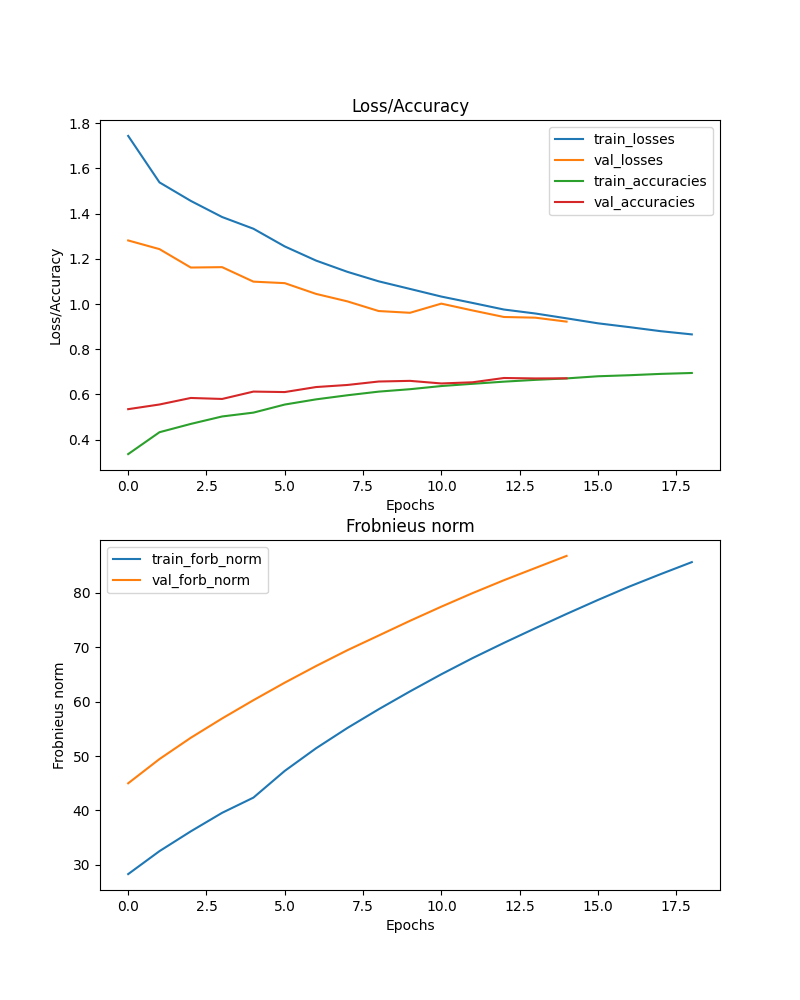 Loss/Accuracy
1.8
1.6
1.4
1.2
1.0
0.8
0.6
0.4
Loss/Accuracy
train_losses
val_losses
train_accuracies
val_accuracies
0.0 2.5 5.0 7.5 10.0 12.5 15.0 17.5
Epochs
Frobnieus norm
80
70
60
50
40
30
Frobnieus norm
train_forb_norm
val_forb_norm
0.0 2.5 5.0 7.5 10.0 12.5 15.0 17.5
Epochs